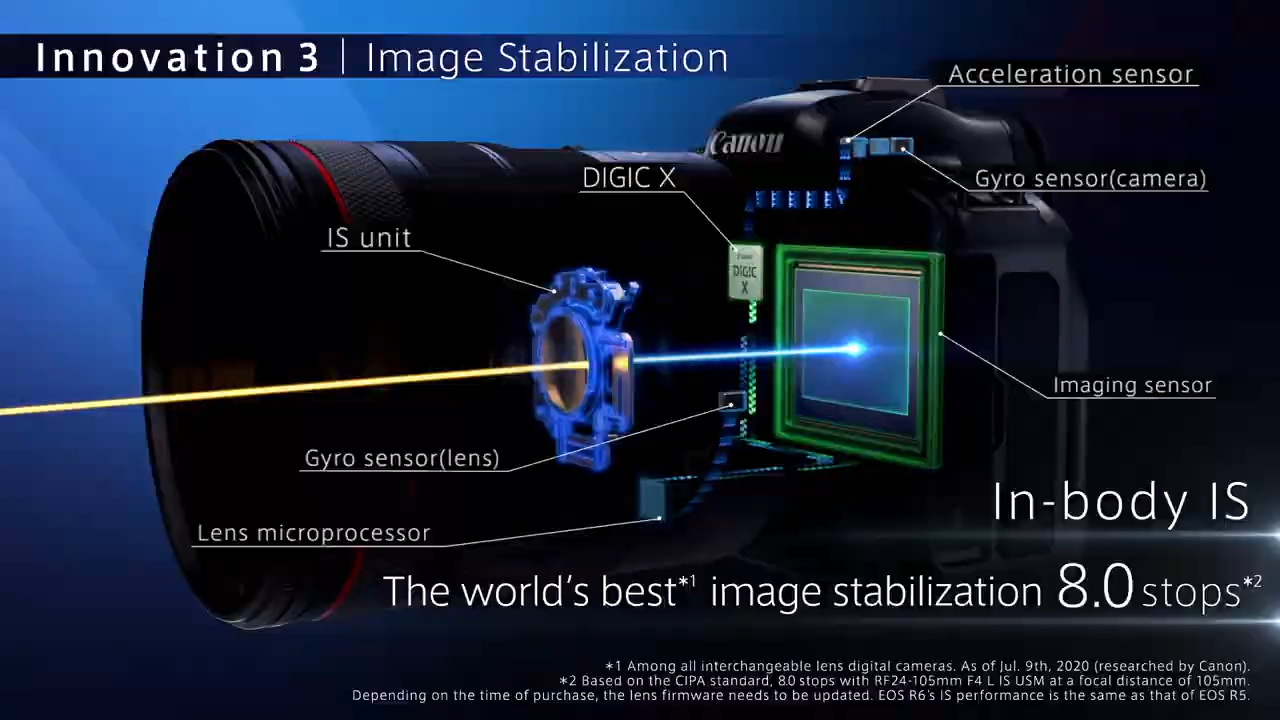 Innovation 3 | Image Stabilization
Acceleration sensor
Canon
DIGIC X
Gyro sensor(camera)
IS unit
DIGIC
X
Imaging sensor
Gyro sensor(lens)
In-body IS
Lens microprocessor
The world's best*1 image stabilization 8.0 stops*2
*1 Among all interchangeable lens digital cameras. As of Jul. 9th, 2020 (researched by Canon).
*2 Based on the CIPA standard, 8.0 stops with RF24-105mm F4 L IS USM at a focal distance of 105mm.
Depending on the time of purchase, the lens firmware needs to be updated. EOS R6's IS performance is the same as that of EOS R5.